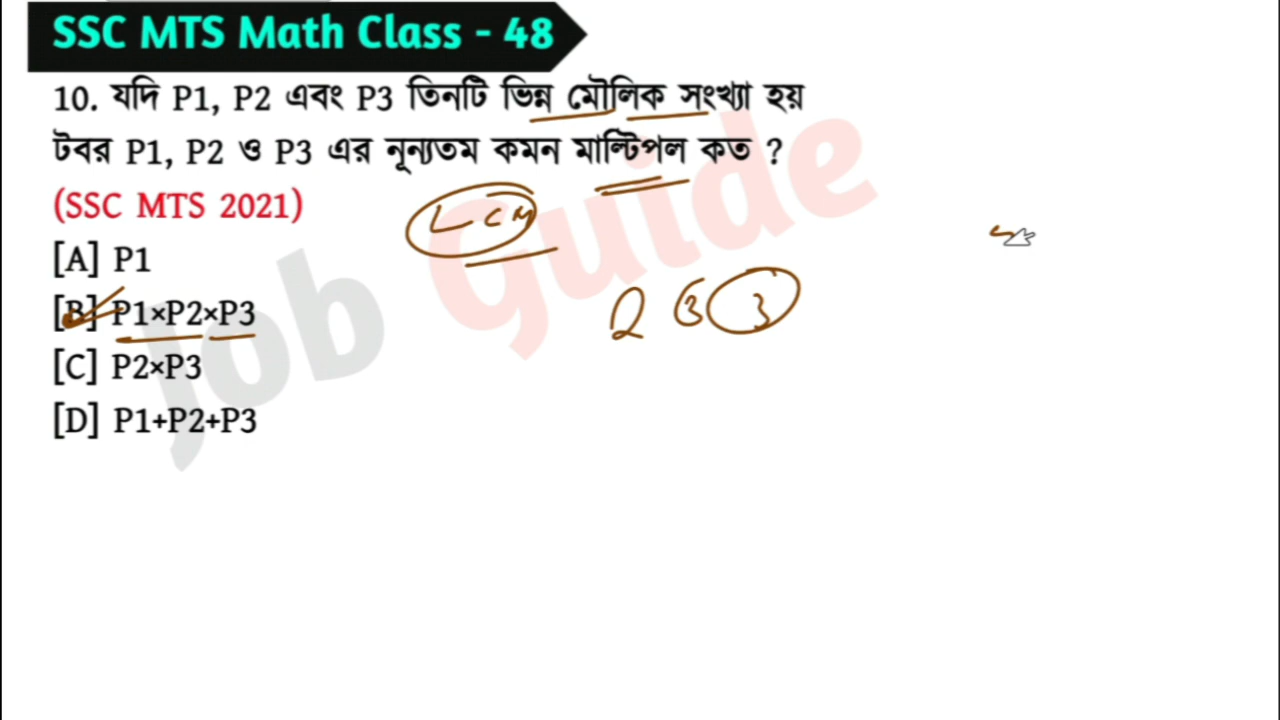 SSC MTS Math Class - 48
10. যদি P1, P2 এবং P3 তিনটি ভিন্ন মৌলিক সংখ্যা হয়
টবর P1, P2 ও P3 এর নূন্যতম কমন মাল্টিপল কত ?
(SSC MTS 2021)
LCM
[A] P1
[B] P1×P2×P3
2 3
[C] P2×P3
[D] P1+P2+P3
Job Guide